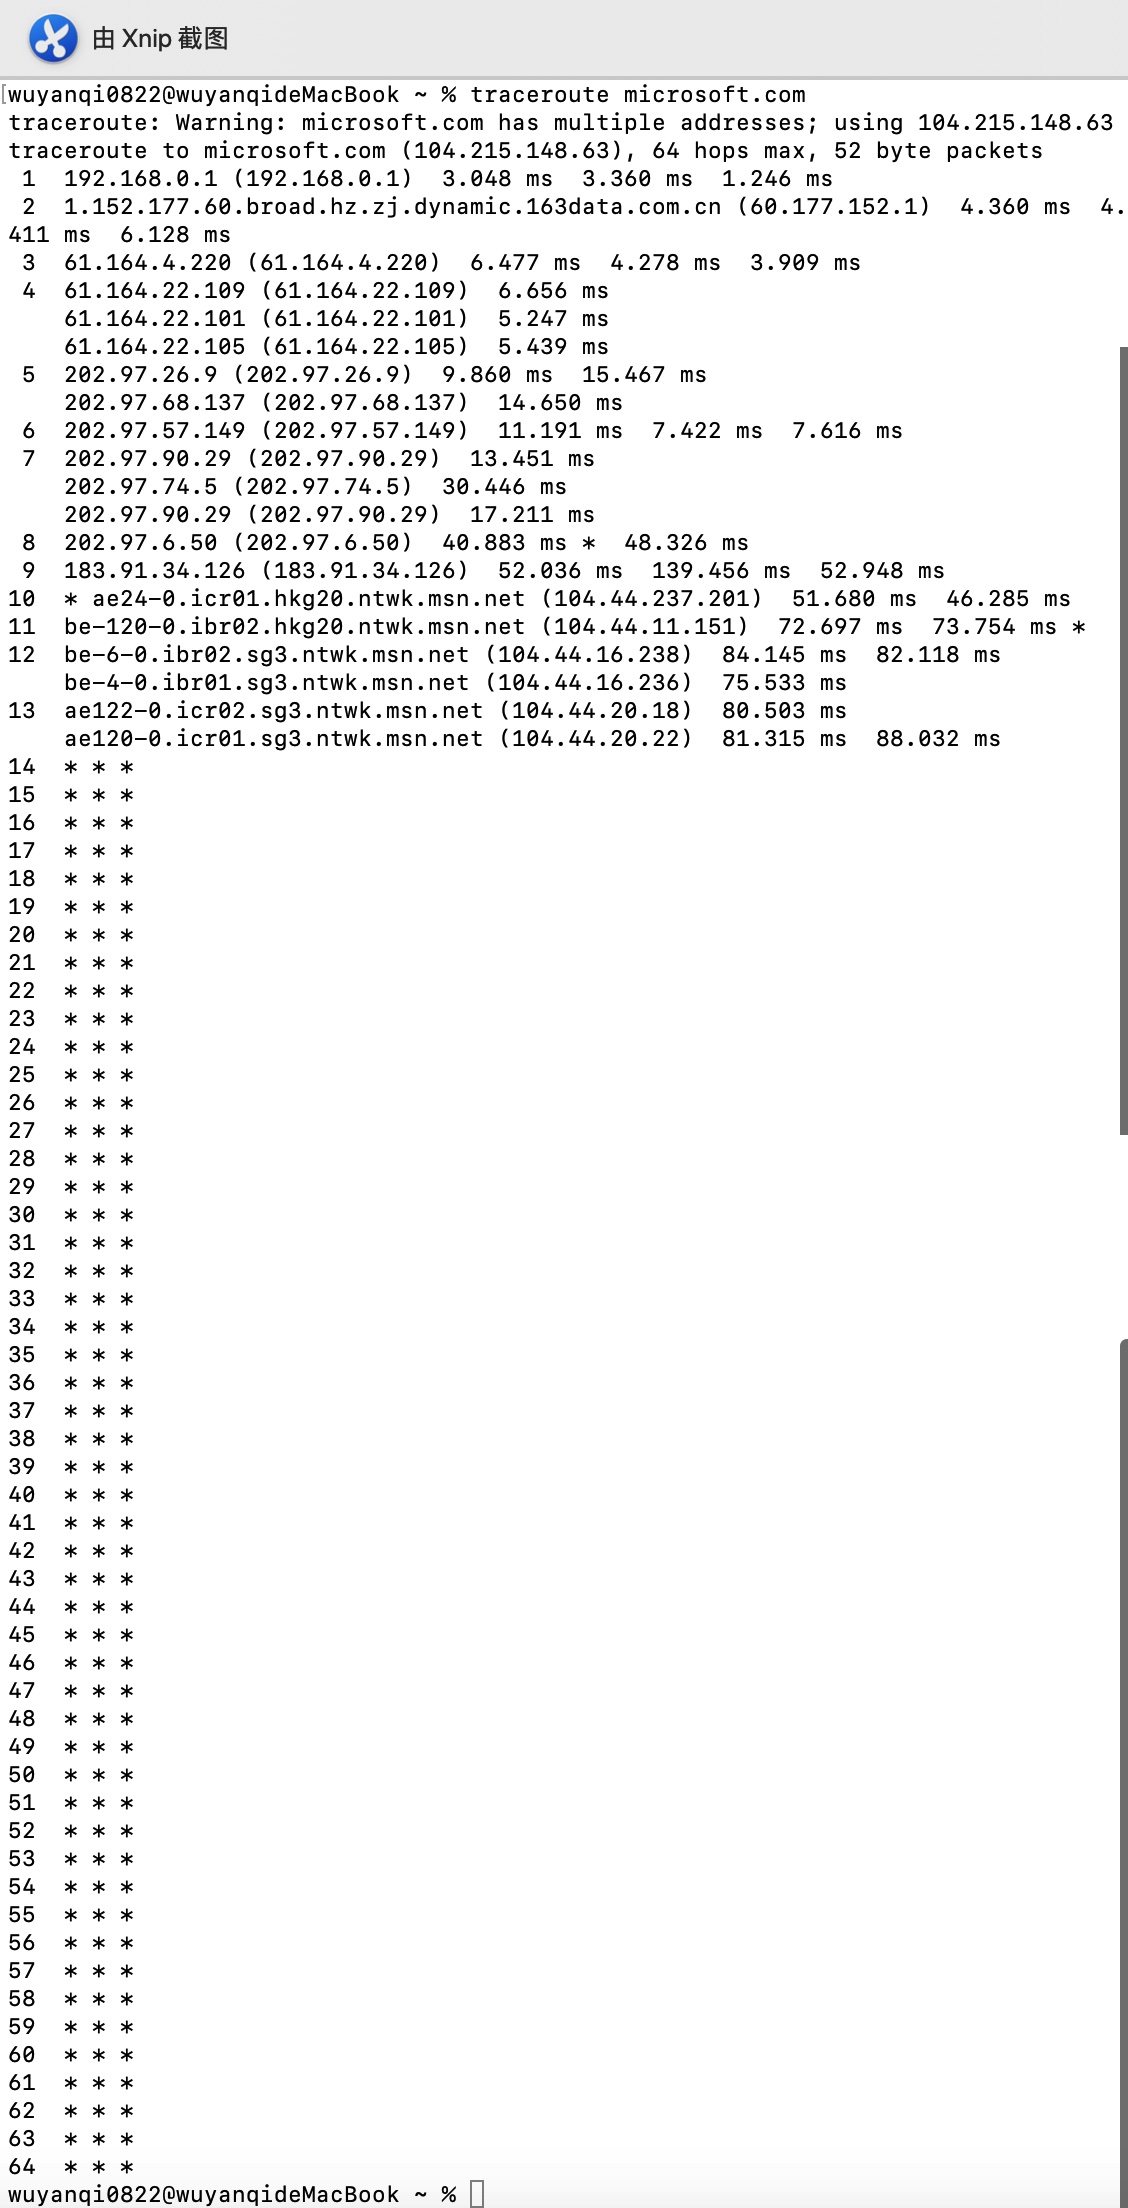 由 Xnip 截图
[wuyanqi0822@wuyanqideMacBook ~ % traceroute microsoft.com
traceroute: Warning: microsoft.com has multiple addresses; using 104.215.148.63
traceroute to microsoft.com (104.215.148.63), 64 hops max, 52 byte packets
 1  192.168.0.1 (192.168.0.1)  3.048 ms  3.360 ms  1.246 ms
 2  1.152.177.60.broad.hz.zj.dynamic.163data.com.cn (60.177.152.1)  4.360 ms  4.
411 ms  6.128 ms
 3  61.164.4.220 (61.164.4.220)  6.477 ms  4.278 ms  3.909 ms
 4  61.164.22.109 (61.164.22.109)  6.656 ms
    61.164.22.101 (61.164.22.101)  5.247 ms
    61.164.22.105 (61.164.22.105)  5.439 ms
 5  202.97.26.9 (202.97.26.9)  9.860 ms  15.467 ms
    202.97.68.137 (202.97.68.137)  14.650 ms
 6  202.97.57.149 (202.97.57.149)  11.191 ms  7.422 ms  7.616 ms
 7  202.97.90.29 (202.97.90.29)  13.451 ms
    202.97.74.5 (202.97.74.5)  30.446 ms
    202.97.90.29 (202.97.90.29)  17.211 ms
 8  202.97.6.50 (202.97.6.50)  40.883 ms *  48.326 ms
 9  183.91.34.126 (183.91.34.126)  52.036 ms  139.456 ms  52.948 ms
10  * ae24-0.icr01.hkg20.ntwk.msn.net (104.44.237.201)  51.680 ms  46.285 ms
11  be-120-0.ibr02.hkg20.ntwk.msn.net (104.44.11.151)  72.697 ms  73.754 ms *
12  be-6-0.ibr02.sg3.ntwk.msn.net (104.44.16.238)  84.145 ms  82.118 ms
    be-4-0.ibr01.sg3.ntwk.msn.net (104.44.16.236)  75.533 ms
13  ae122-0.icr02.sg3.ntwk.msn.net (104.44.20.18)  80.503 ms
    ae120-0.icr01.sg3.ntwk.msn.net (104.44.20.22)  81.315 ms  88.032 ms
14  * * *
15  * * *
16  * * *
17  * * *
18  * * *
19  * * *
20  * * *
21  * * *
22  * * *
23  * * *
24  * * *
25  * * *
26  * * *
27  * * *
28  * * *
29  * * *
30  * * *
31  * * *
32  * * *
33  * * *
34  * * *
35  * * *
36  * * *
37  * * *
38  * * *
39  * * *
40  * * *
41  * * *
42  * * *
43  * * *
44  * * *
45  * * *
46  * * *
47  * * *
48  * * *
49  * * *
50  * * *
51  * * *
52  * * *
53  * * *
54  * * *
55  * * *
56  * * *
57  * * *
58  * * *
59  * * *
60  * * *
61  * * *
62  * * *
63  * * *
64  * * *
wuyanqi0822@wuyanqideMacBook ~ %